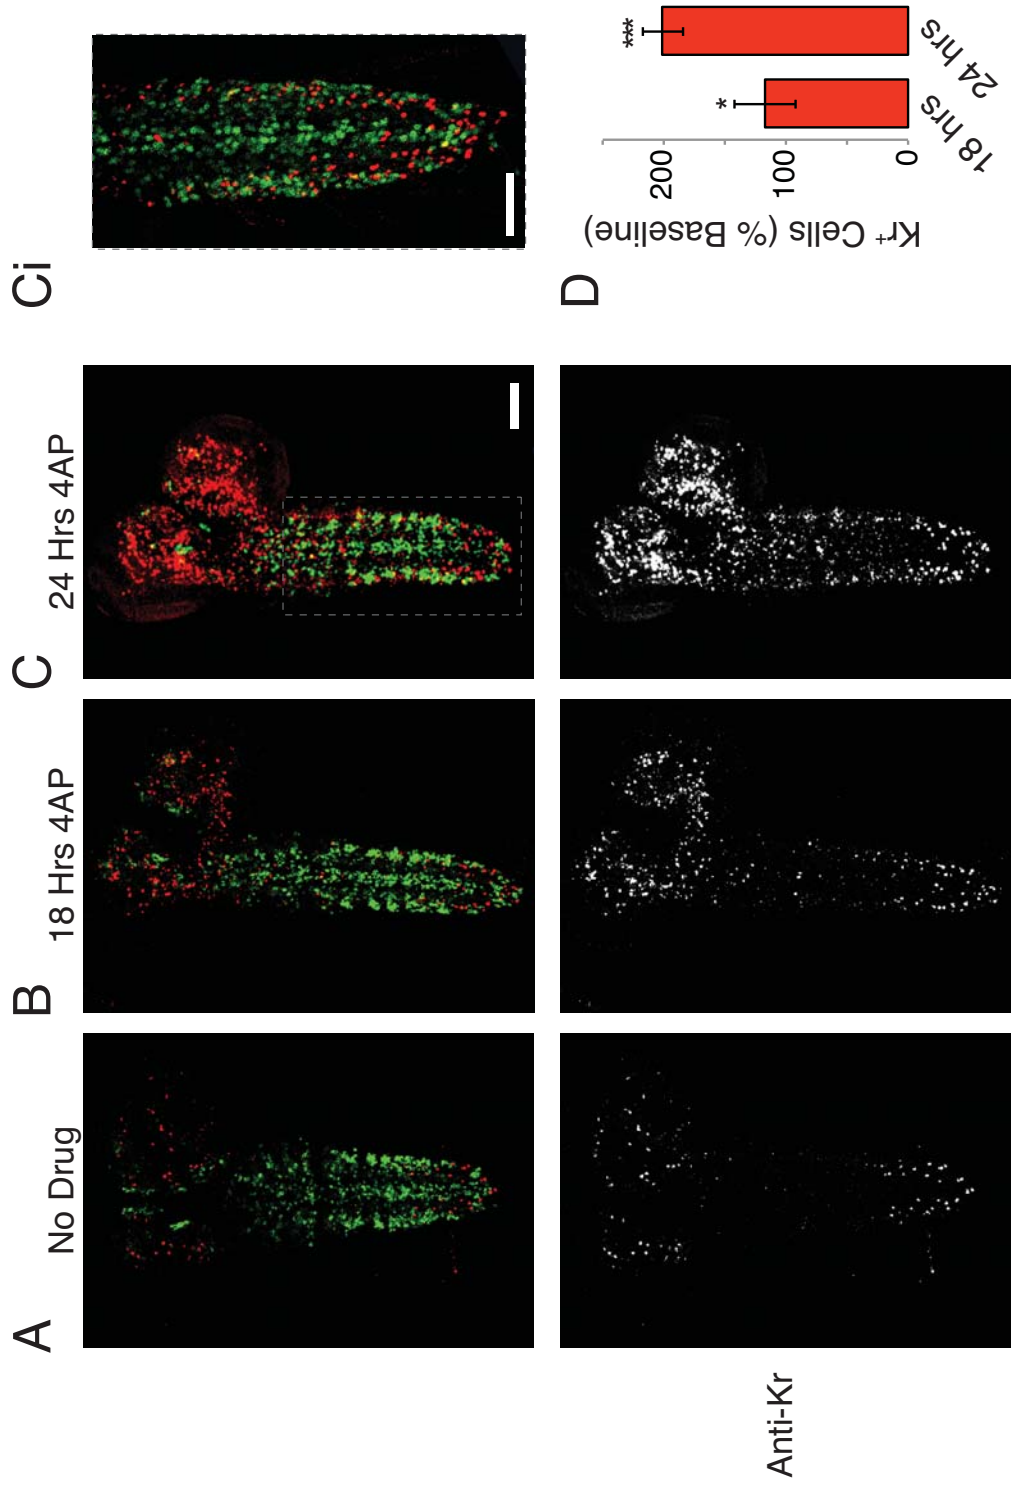 A
No Drug
B
18 Hrs 4AP
C
24 Hrs 4AP
Ci
Anti-Kr
D
Kr⁺ Cells (% Baseline)
200
100
0
*
***
18 hrs
24 hrs